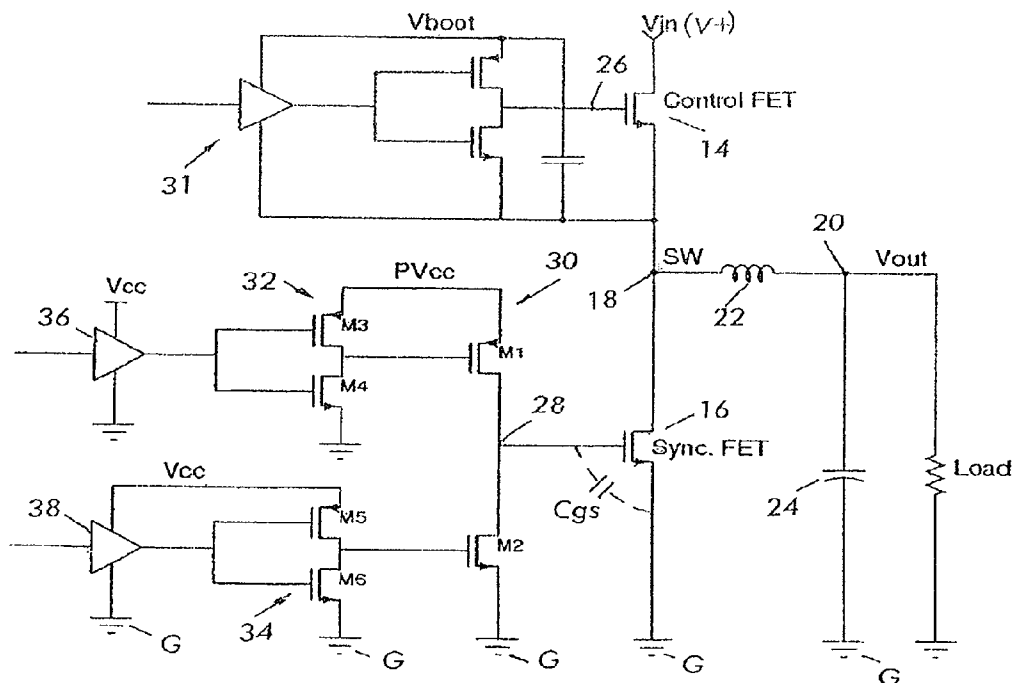 Vboot
Vin (V+)
26
Control FET
14
31
SW
20
Vout
18
22
32
PVcc
30
Vcc
36
M3
M1
M4
28
16
Sync. FET
Cgs
24
Load
Vcc
38
M5
M2
M6
34
G
G
G
G
G